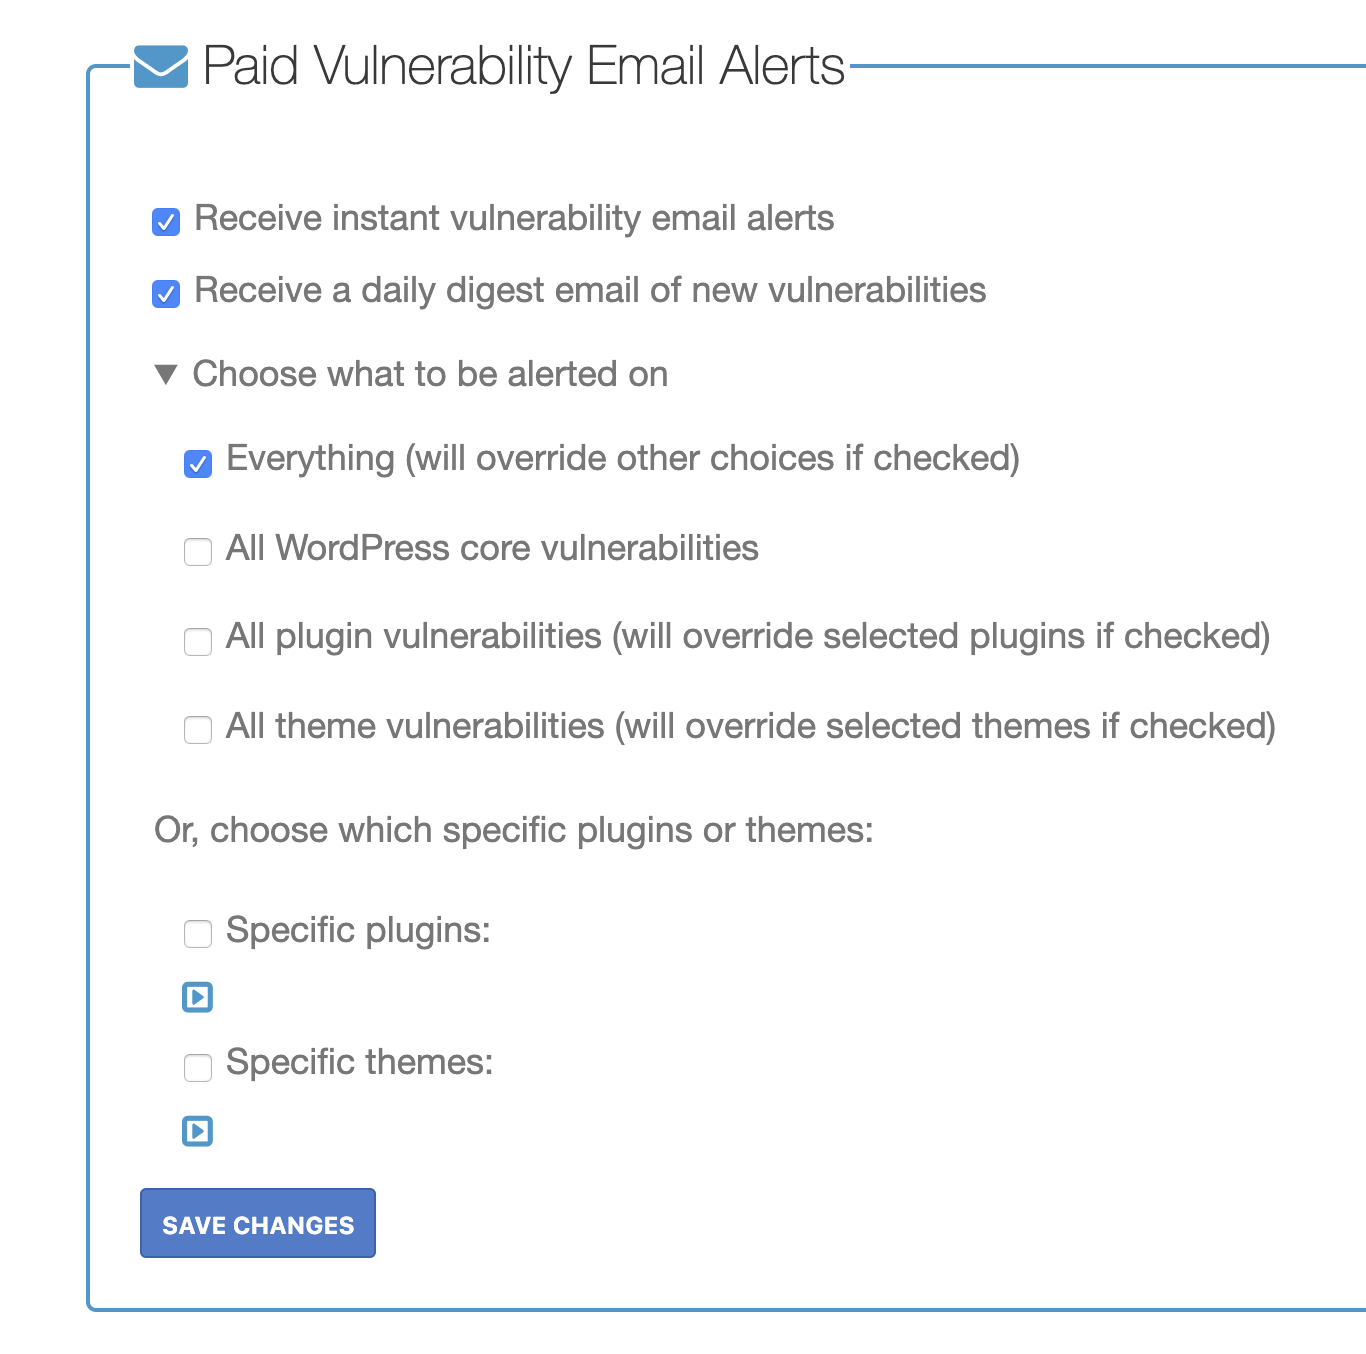 Paid Vulnerability Email Alerts
Receive instant vulnerability email alerts
Receive a daily digest email of new vulnerabilities
Choose what to be alerted on
Everything (will override other choices if checked)
All WordPress core vulnerabilities
All plugin vulnerabilities (will override selected plugins if checked)
All theme vulnerabilities (will override selected themes if checked)
Or, choose which specific plugins or themes:
Specific plugins:
Specific themes:
SAVE CHANGES